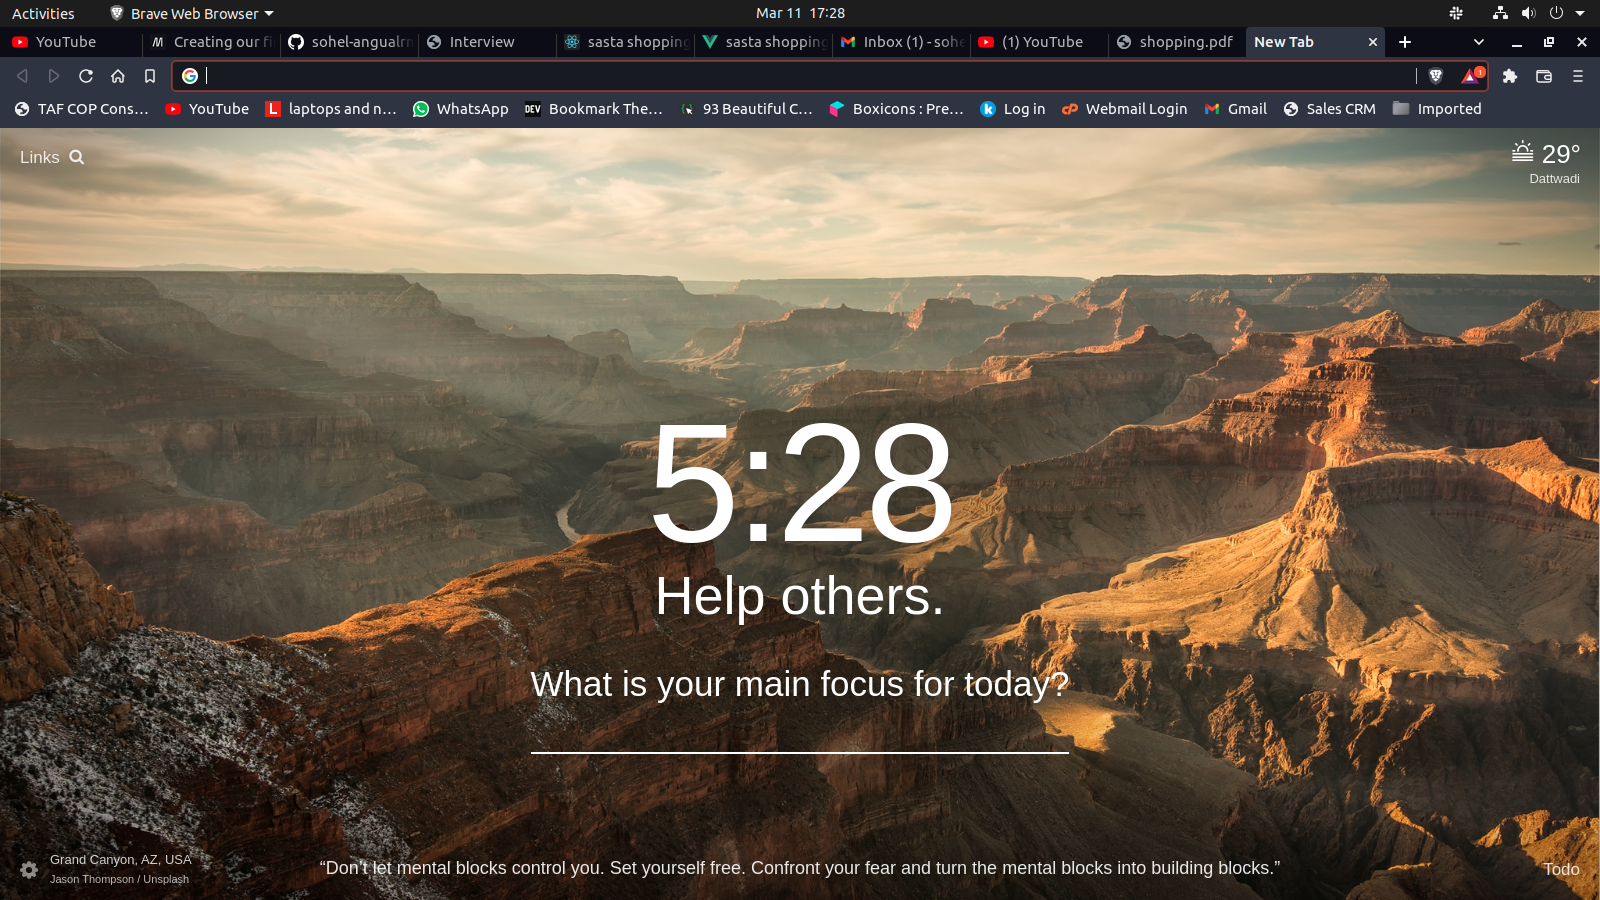 Activities Brave Web Browser Mar 11 17:28
YouTube Creating our fi sohel-angualrn Interview sasta shopping sasta shopping Inbox (1) - sohe (1) YouTube shopping.pdf New Tab
1
TAF COP Cons... YouTube laptops and n... WhatsApp DEV Bookmark The... 93 Beautiful C... Boxicons : Pre... Log in Webmail Login Gmail Sales CRM Imported
Links 29°
Dattwadi
5:28
Help others.
What is your main focus for today?
Grand Canyon, AZ, USA
Jason Thompson / Unsplash
“Don't let mental blocks control you. Set yourself free. Confront your fear and turn the mental blocks into building blocks.”
Todo